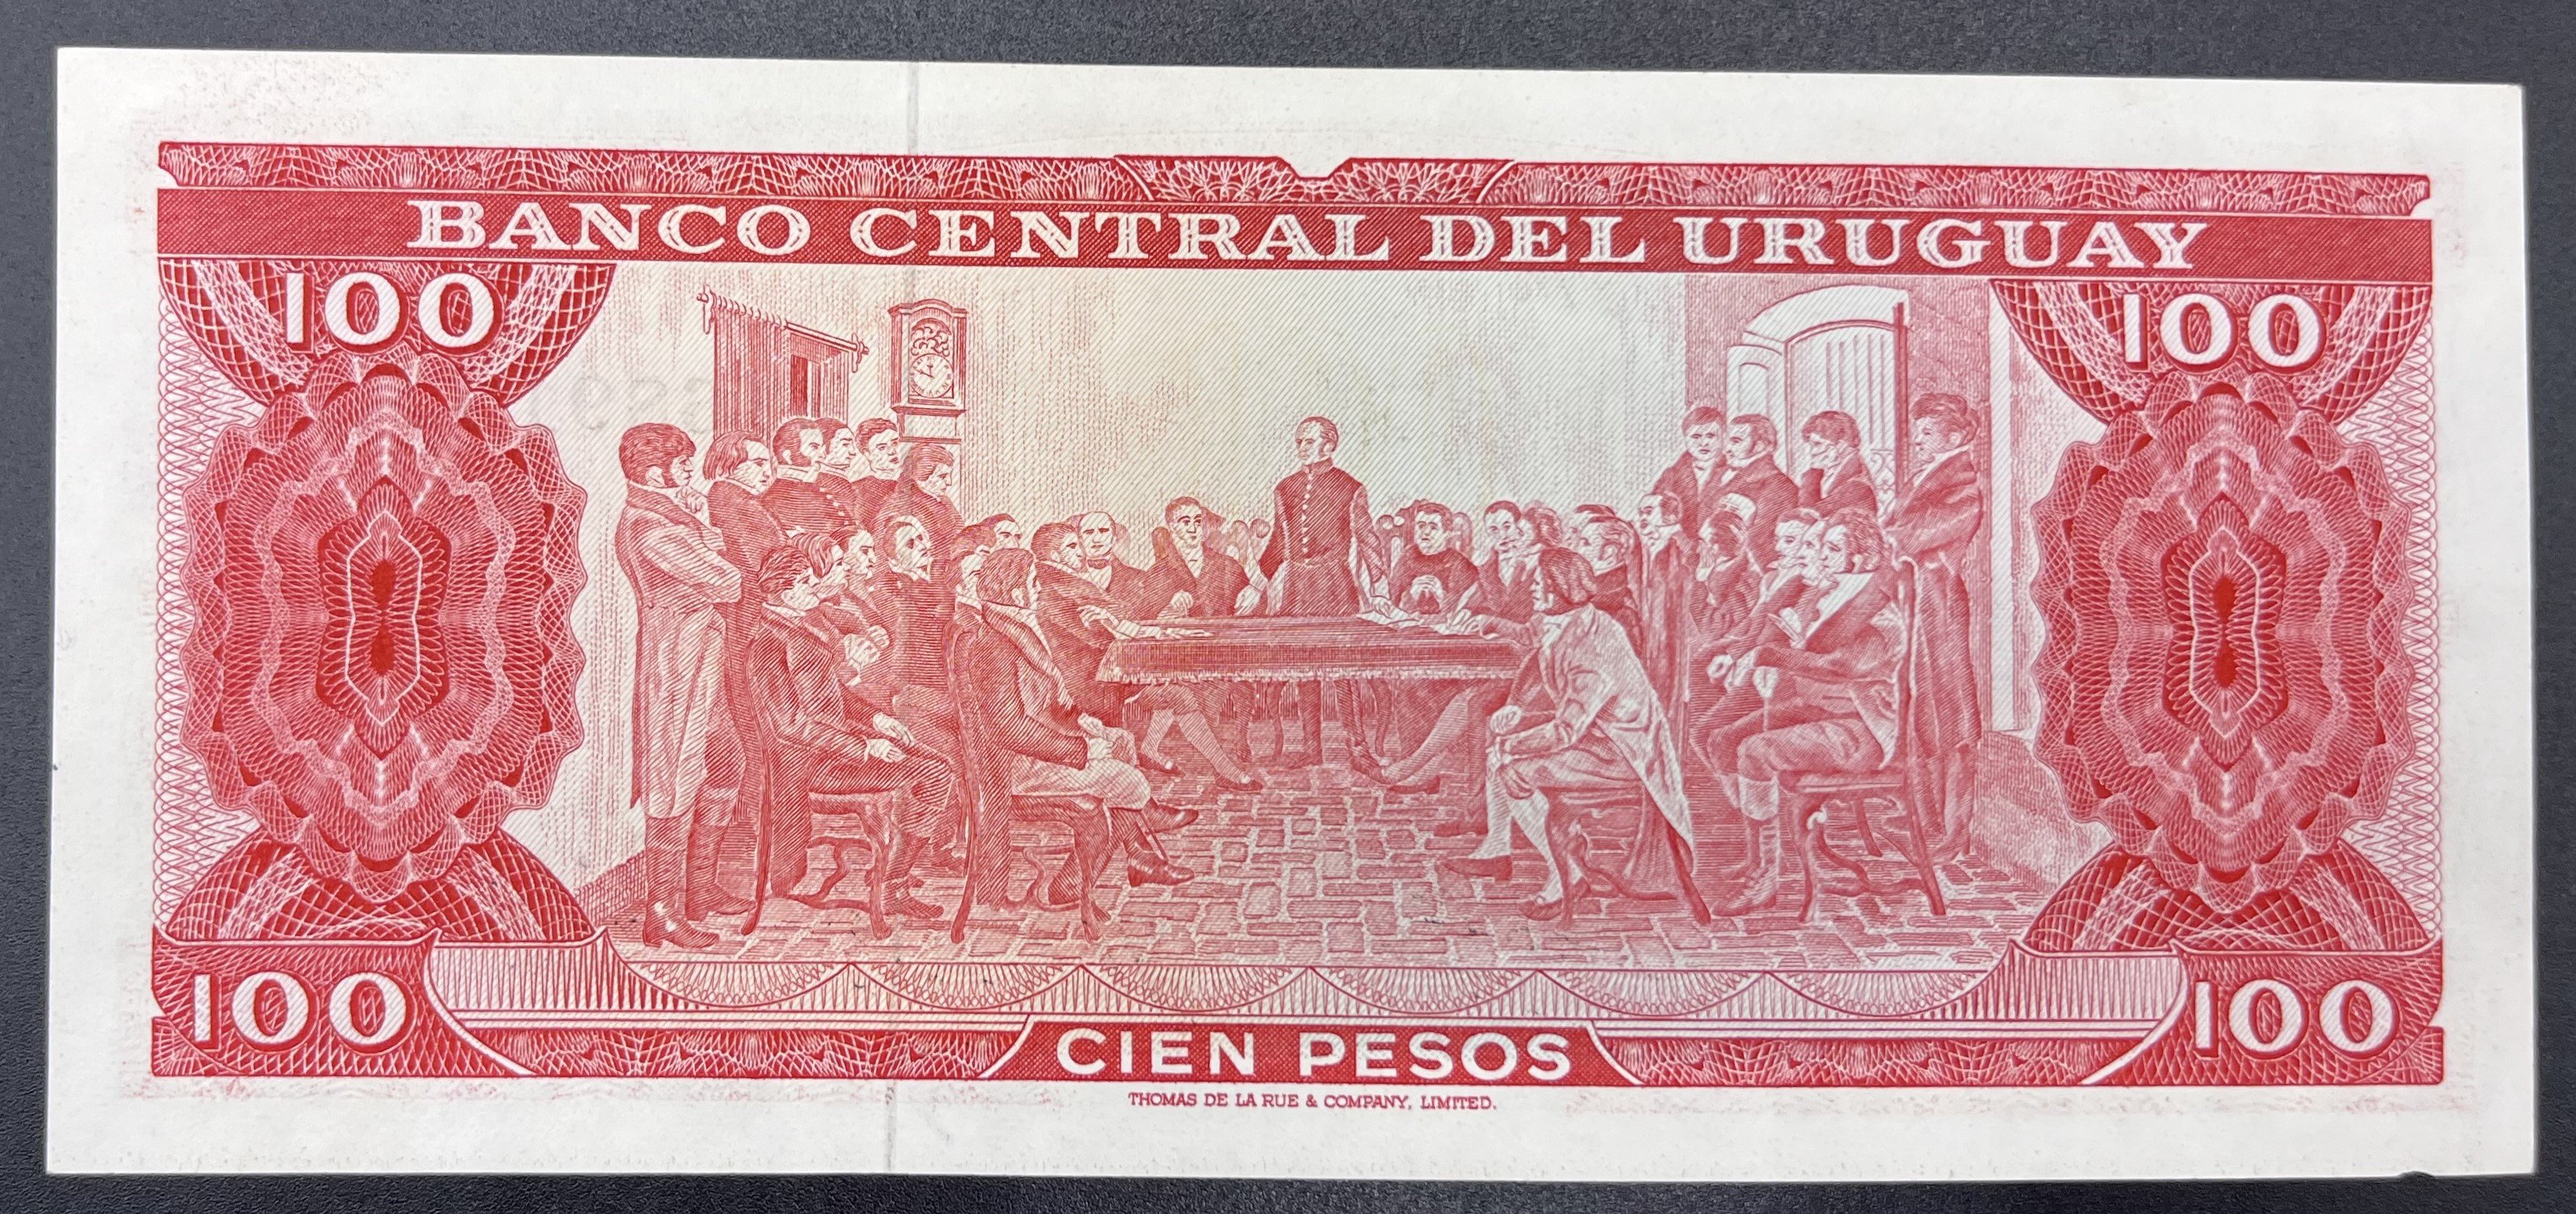 BANCO CENTRAL DEL URUGUAY
100 100
100 100
CIEN PESOS
THOMAS DE LA RUE & COMPANY, LIMITED.